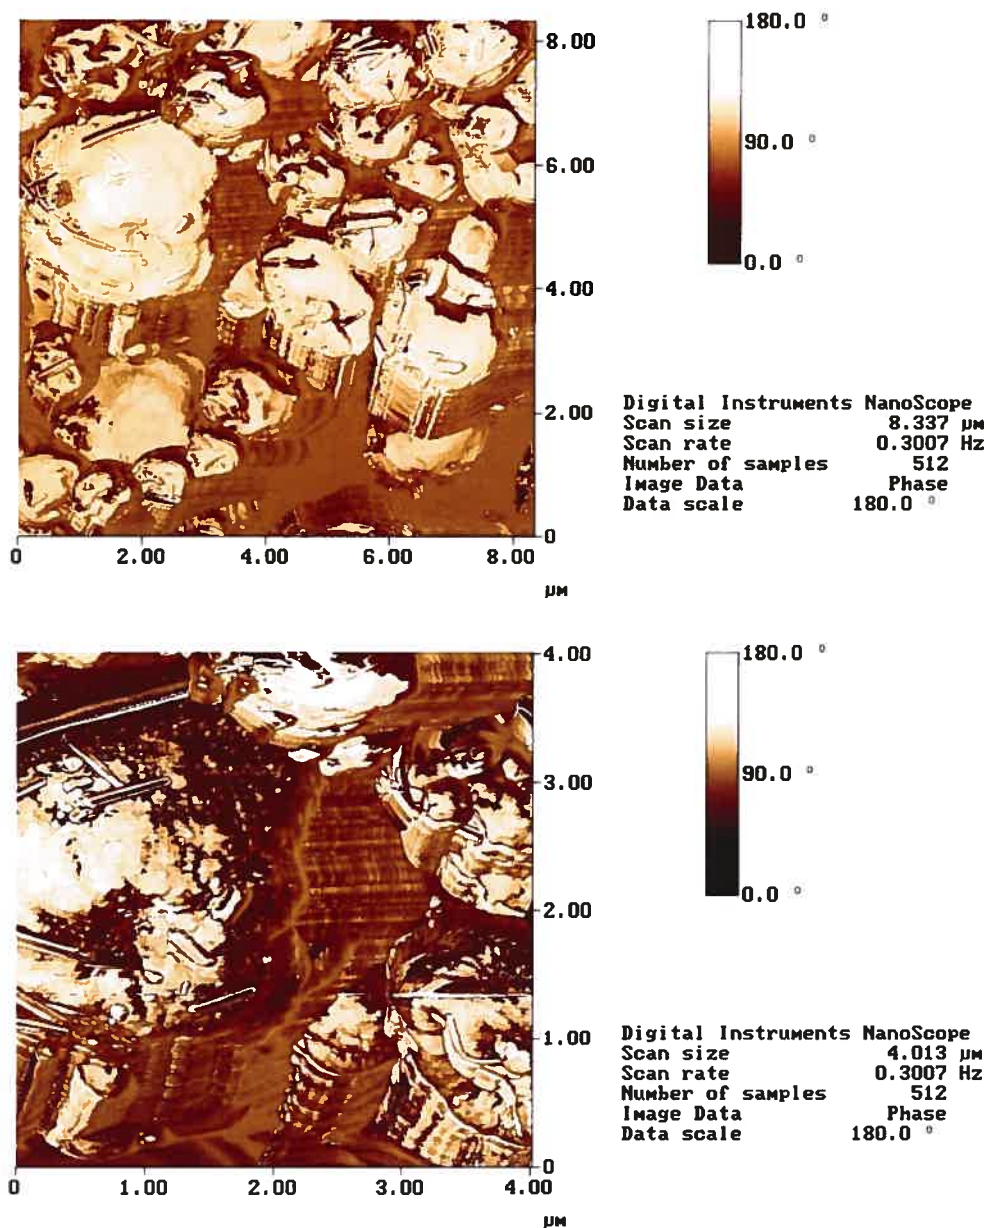 180.0 °
8.00
90.0 °
6.00
0.0 °
4.00
2.00
0
0 2.00 4.00 6.00 8.00
µM
Digital Instruments NanoScope
Scan size 8.337 µm
Scan rate 0.3007 Hz
Number of samples 512
Image Data Phase
Data scale 180.0 °
180.0 °
4.00
90.0 °
3.00
0.0 °
2.00
1.00
0
0 1.00 2.00 3.00 4.00
µM
Digital Instruments NanoScope
Scan size 4.013 µm
Scan rate 0.3007 Hz
Number of samples 512
Image Data Phase
Data scale 180.0 °